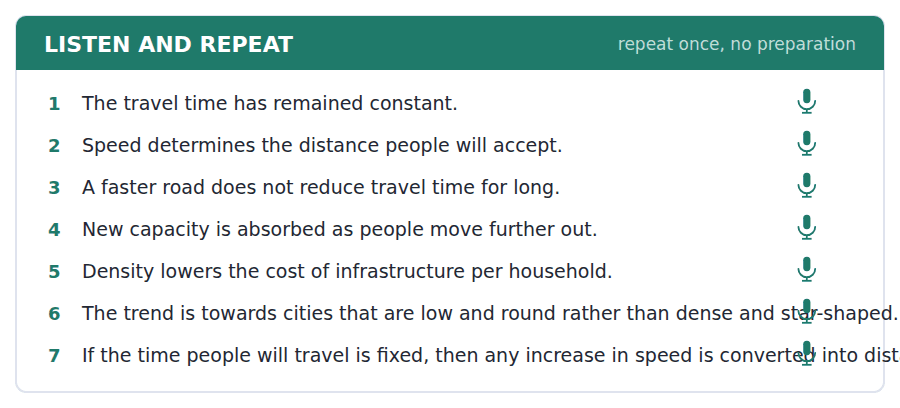 LISTEN AND REPEAT repeat once, no preparation
1 The travel time has remained constant.
2 Speed determines the distance people will accept.
3 A faster road does not reduce travel time for long.
4 New capacity is absorbed as people move further out.
5 Density lowers the cost of infrastructure per household.
6 The trend is towards cities that are low and round rather than dense and star-shaped.
7 If the time people will travel is fixed, then any increase in speed is converted into